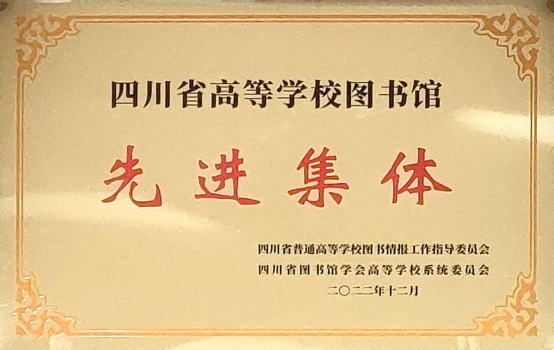 四川省高等学校图书馆
先进集体
四川省普通高等学校图书情报工作指导委员会
四川省图书馆学会高等学校系统委员会
二〇二二年十二月